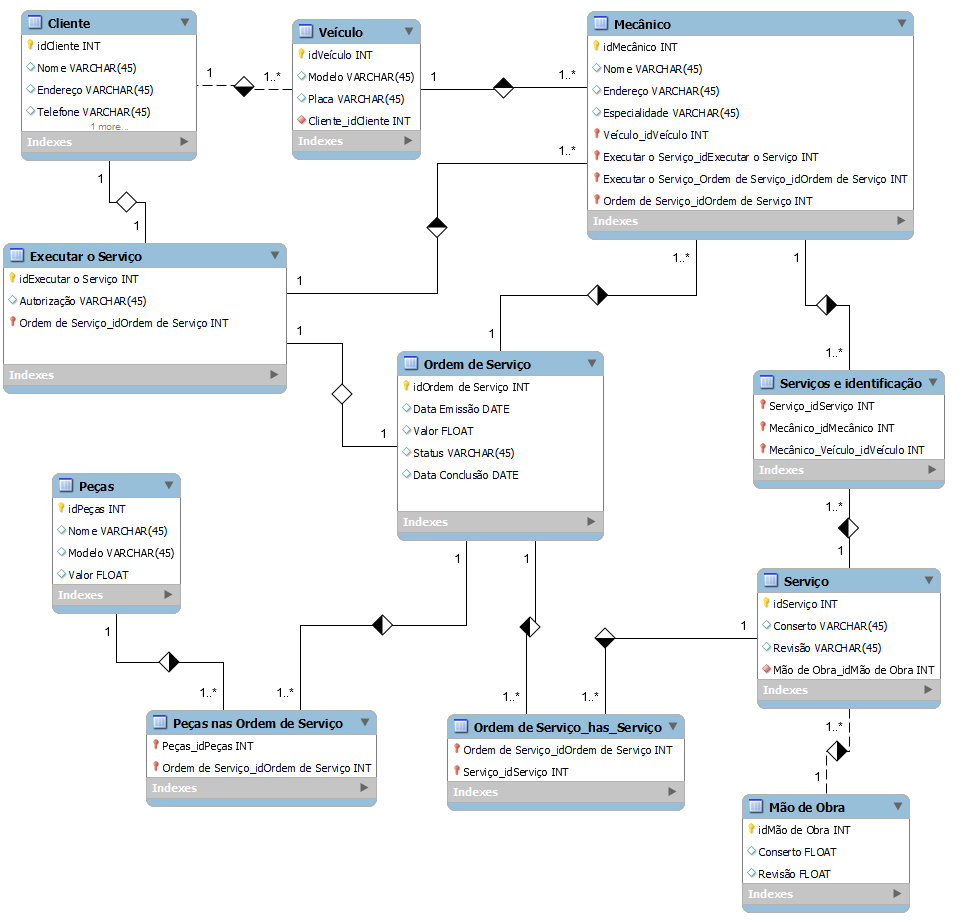 Cliente
idCliente INT
Nome VARCHAR(45)
Endereço VARCHAR(45)
Telefone VARCHAR(45)
1 more...
Indexes
1
1..*
Veículo
idVeículo INT
Modelo VARCHAR(45)
Placa VARCHAR(45)
Cliente_idCliente INT
Indexes
1
1..*
Mecânico
idMecânico INT
Nome VARCHAR(45)
Endereço VARCHAR(45)
Especialidade VARCHAR(45)
Veículo_idVeículo INT
Executar o Serviço_idExecutar o Serviço INT
Executar o Serviço_Ordem de Serviço_idOrdem de Serviço INT
Ordem de Serviço_idOrdem de Serviço INT
Indexes
1..*
1
1
Executar o Serviço
idExecutar o Serviço INT
Autorização VARCHAR(45)
Ordem de Serviço_idOrdem de Serviço INT
Indexes
1
1
1
1..*
1
Ordem de Serviço
idOrdem de Serviço INT
Data Emissão DATE
Valor FLOAT
Status VARCHAR(45)
Data Conclusão DATE
Indexes
1
1..*
Serviços e identificação
Serviço_idServiço INT
Mecânico_idMecânico INT
Mecânico_Veículo_idVeículo INT
Indexes
1..*
1
Peças
idPeças INT
Nome VARCHAR(45)
Modelo VARCHAR(45)
Valor FLOAT
Indexes
1
1..*
1
1..*
1
1..*
1
1..*
Serviço
idServiço INT
Conserto VARCHAR(45)
Revisão VARCHAR(45)
Mão de Obra_idMão de Obra INT
Indexes
1..*
1
Peças nas Ordem de Serviço
Peças_idPeças INT
Ordem de Serviço_idOrdem de Serviço INT
Indexes
Ordem de Serviço_has_Serviço
Ordem de Serviço_idOrdem de Serviço INT
Serviço_idServiço INT
Indexes
Mão de Obra
idMão de Obra INT
Conserto FLOAT
Revisão FLOAT
Indexes